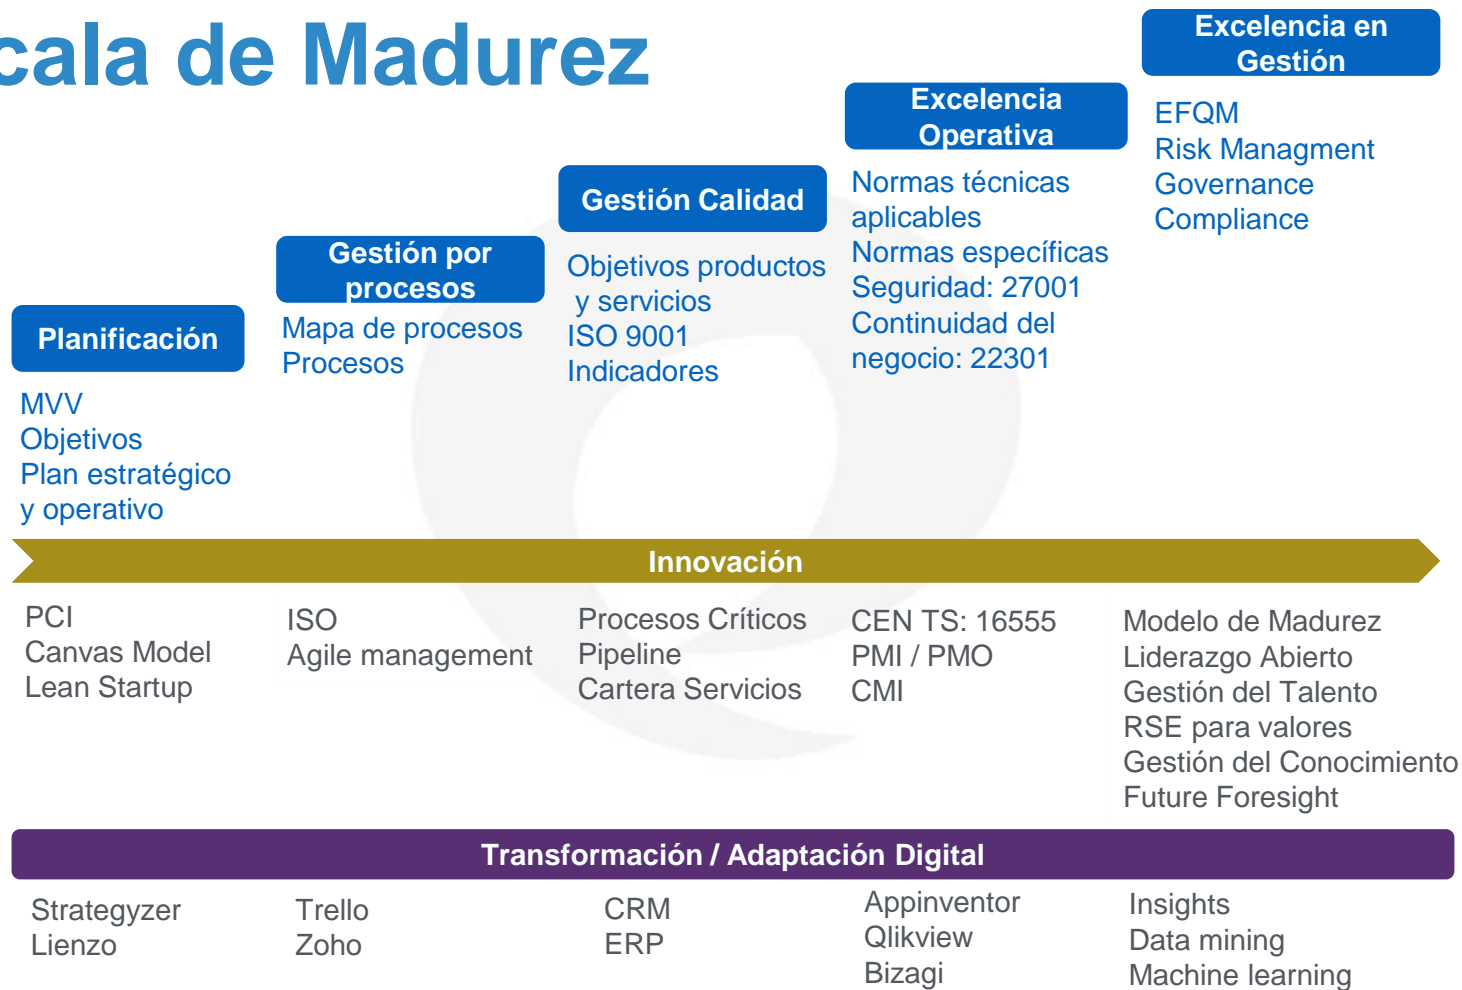 cala de Madurez
Excelencia en
Gestión
EFQM
Risk Managment
Governance
Compliance
Excelencia
Operativa
Normas técnicas
aplicables
Normas específicas
Seguridad: 27001
Continuidad del
negocio: 22301
Gestión Calidad
Objetivos productos
y servicios
ISO 9001
Indicadores
Gestión por
procesos
Mapa de procesos
Procesos
Planificación
MVV
Objetivos
Plan estratégico
y operativo
Innovación
PCI
Canvas Model
Lean Startup
ISO
Agile management
Procesos Críticos
Pipeline
Cartera Servicios
CEN TS: 16555
PMI / PMO
CMI
Modelo de Madurez
Liderazgo Abierto
Gestión del Talento
RSE para valores
Gestión del Conocimiento
Future Foresight
Transformación / Adaptación Digital
Strategyzer
Lienzo
Trello
Zoho
CRM
ERP
Appinventor
Qlikview
Bizagi
Insights
Data mining
Machine learning